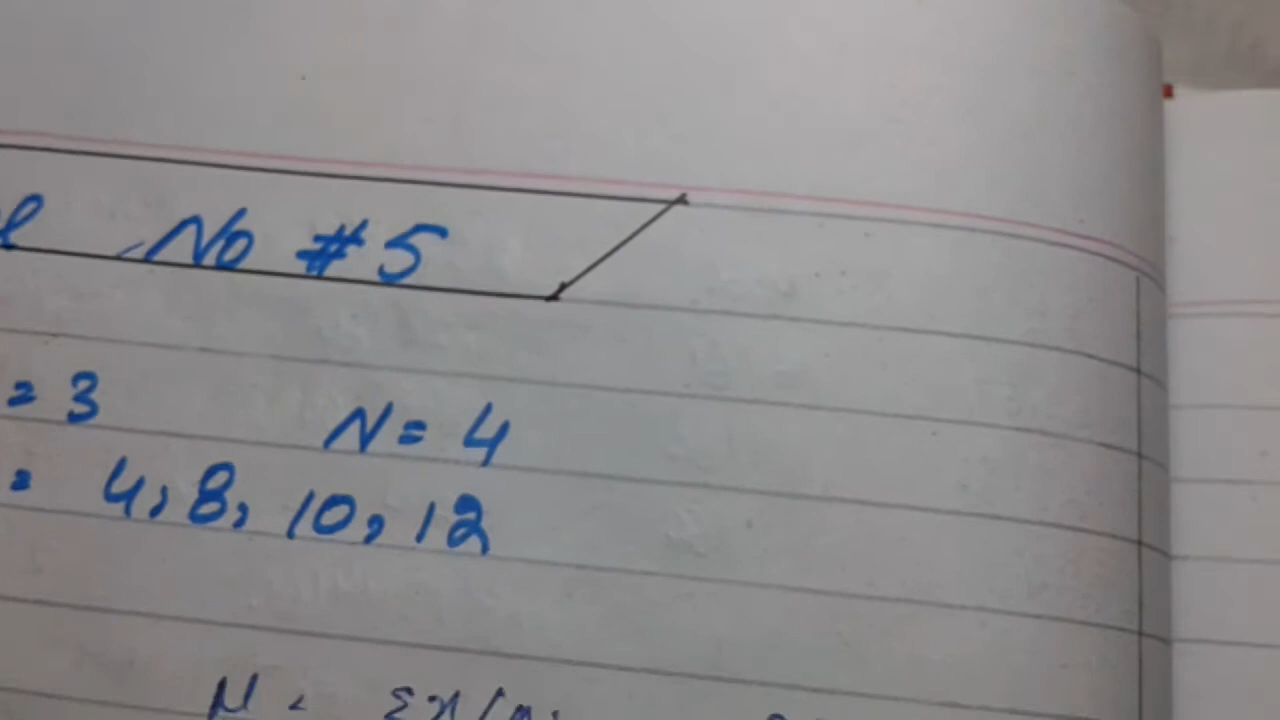 No #5
= 3 N = 4
= 4, 8, 10, 12